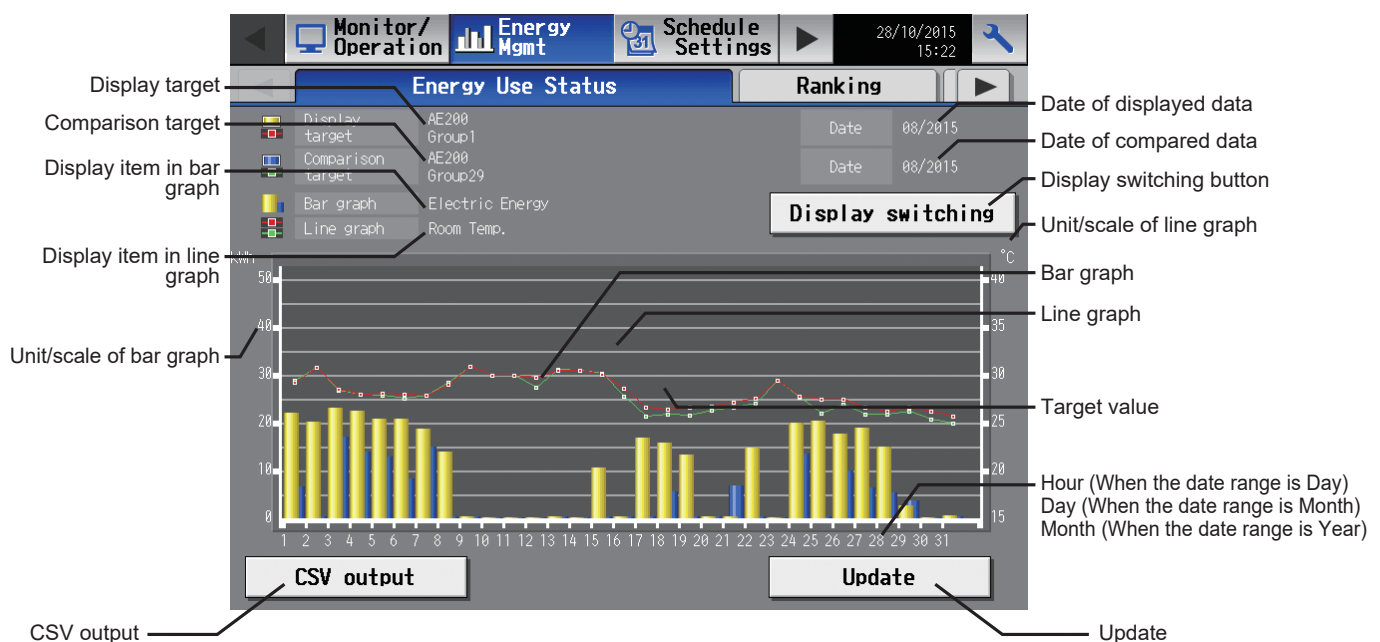 Monitor/
Operation
Energy
Mgmt
Schedule
Settings
31
28/10/2015
15:22
Energy Use Status
Ranking
Display target
Comparison target
Display item in bar
graph
Display item in line
graph
Unit/scale of bar graph
Display
target
AE200
Group1
Date
08/2015
Comparison
target
AE200
Group29
Date
08/2015
Bar graph
Electric Energy
Line graph
Room Temp.
Display switching
Date of displayed data
Date of compared data
Display switching button
Unit/scale of line graph
Bar graph
Line graph
Target value
Hour (When the date range is Day)
Day (When the date range is Month)
Month (When the date range is Year)
kWh
°C
50
40
30
20
10
0
40
35
30
25
20
15
1 2 3 4 5 6 7 8 9 10 11 12 13 14 15 16 17 18 19 20 21 22 23 24 25 26 27 28 29 30 31
CSV output
Update
CSV output
Update